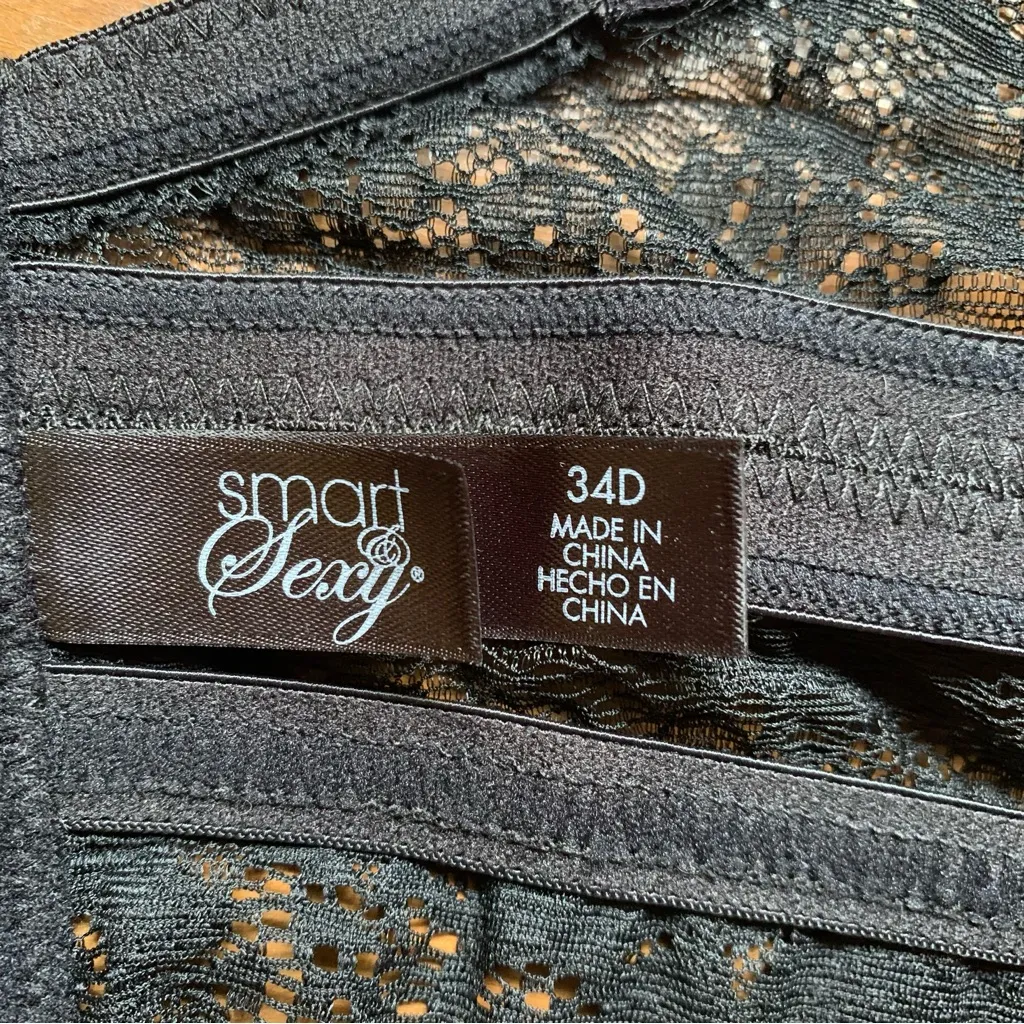 smart
& Sexy®
34D
MADE IN
CHINA
HECHO EN
CHINA